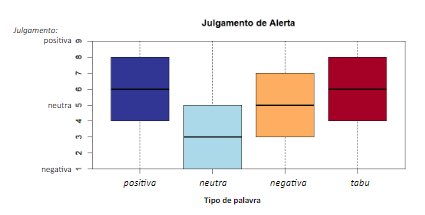 Julgamento de Alerta
Julgamento:
positiva 9
8
7
6
neutra 5
4
3
2
negativa 1
positiva neutra negativa tabu
Tipo de palavra